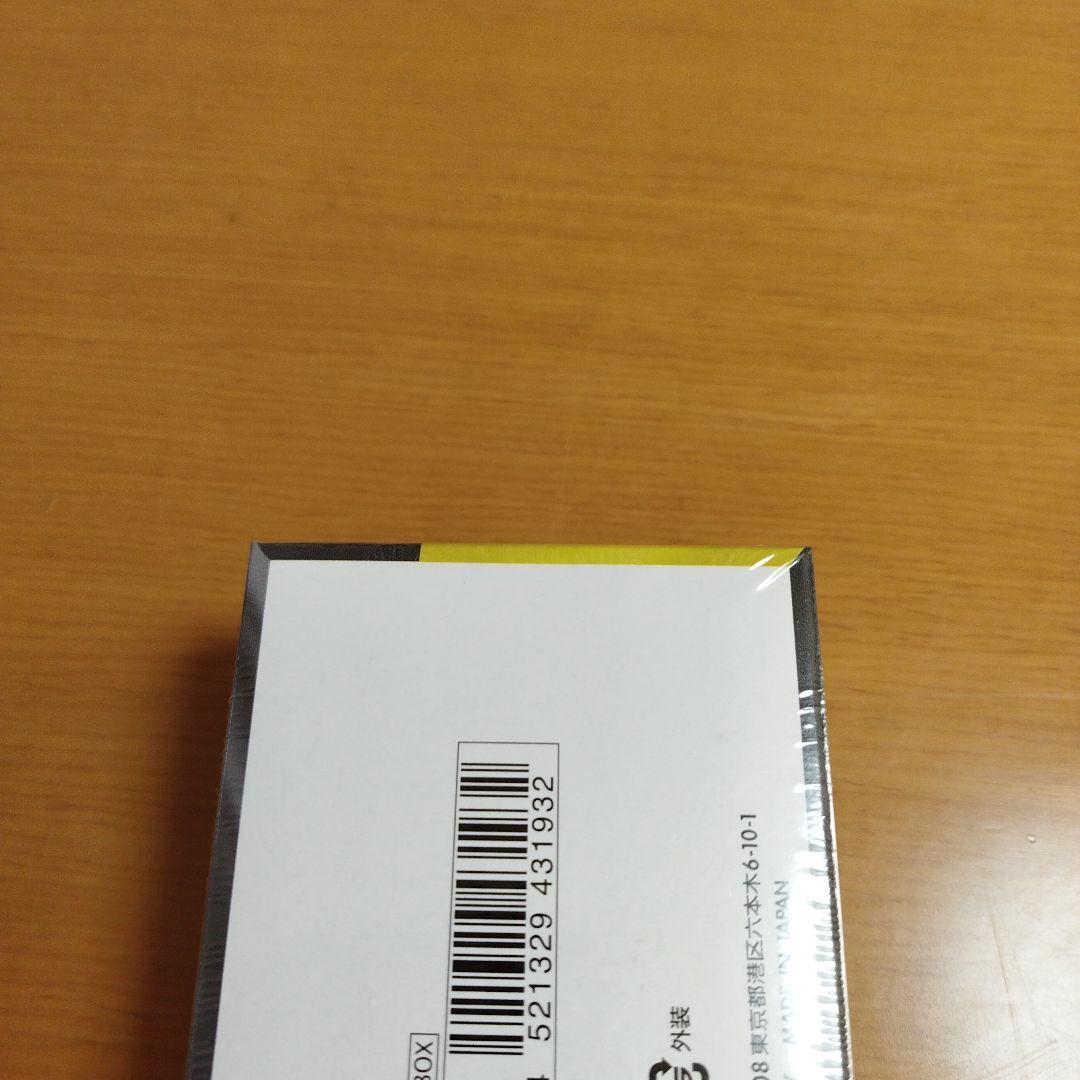 BOX
4 521329 431932
外装
08 東京都港区六本木6-10-1
MADE IN JAPAN